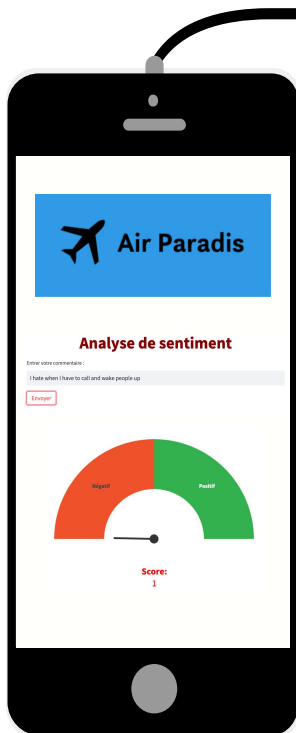 Air Paradis
Analyse de sentiment
Entrer votre commentaire :
I hate when I have to call and wake people up
Envoyer
Négatif
Positif
Score:
1